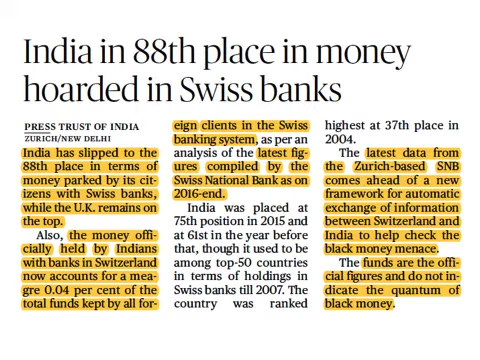 India in 88th place in money
hoarded in Swiss banks
PRESS TRUST OF INDIA
ZURICH/NEW DELHI
India has slipped to the
88th place in terms of
money parked by its cit-
izens with Swiss banks,
while the U.K. remains on
the top.
Also, the money offi-
cially held by Indians
with banks in Switzerland
now accounts for a mea-
gre 0.04 per cent of the
total funds kept by all for-
eign clients in the Swiss
banking system, as per an
analysis of the latest fig-
ures compiled by the
Swiss National Bank as on
2016-end.
India was placed at
75th position in 2015 and
at 61st in the year before
that, though it used to be
among top-50 countries
in terms of holdings in
Swiss banks till 2007. The
country was ranked
highest at 37th place in
2004.
The latest data from
the Zurich-based SNB
comes ahead of a new
framework for automatic
exchange of information
between Switzerland and
India to help check the
black money menace.
The funds are the offi-
cial figures and do not in-
dicate the quantum of
black money.